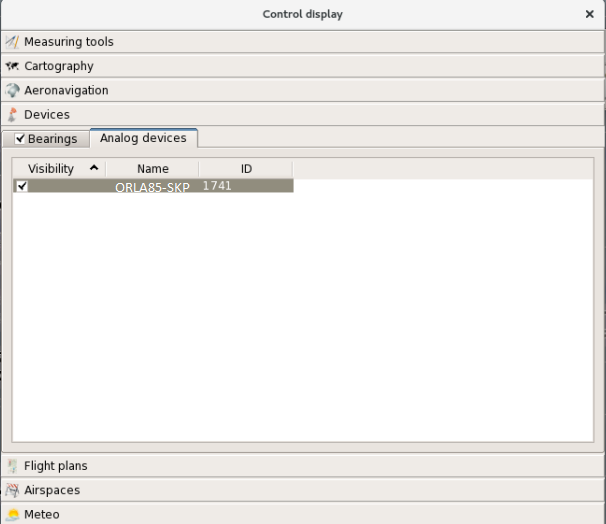 Control display
Measuring tools
Cartography
Aeronavigation
Devices
Bearings Analog devices
Visibility Name ID
ORLA85-SKP 1741
Flight plans
Airspaces
Meteo